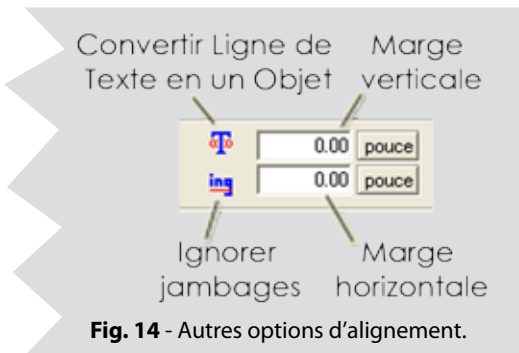 Convertir Ligne de Texte en un Objet
Marge verticale
0.00 pouce
ing 0.00 pouce
Ignorer jambages
Marge horizontale
Fig. 14 - Autres options d'alignement.